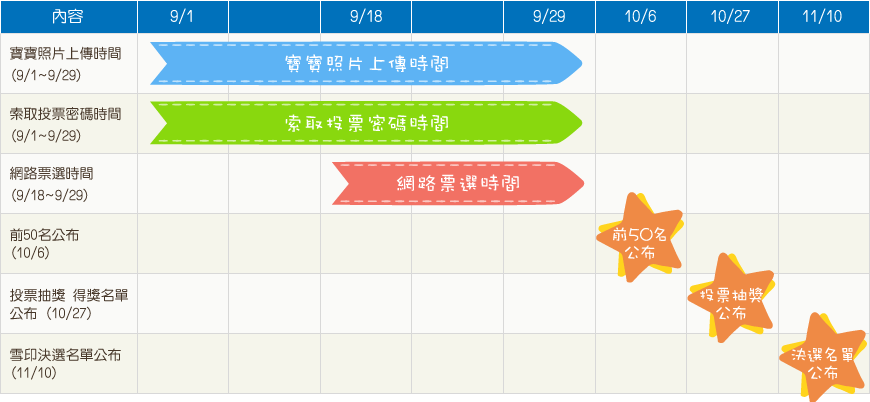 內容 9/1 9/18 9/29 10/6 10/27 11/10
寶寶照片上傳時間
(9/1~9/29)
寶寶照片上傳時間
索取投票密碼時間
(9/1~9/29)
索取投票密碼時間
網路票選時間
(9/18~9/29)
網路票選時間
前50名公布
(10/6)
前50名
公布
投票抽獎 得獎名單
公布 (10/27)
投票抽獎
公布
雪印決選名單公布
(11/10)
決選名單
公布